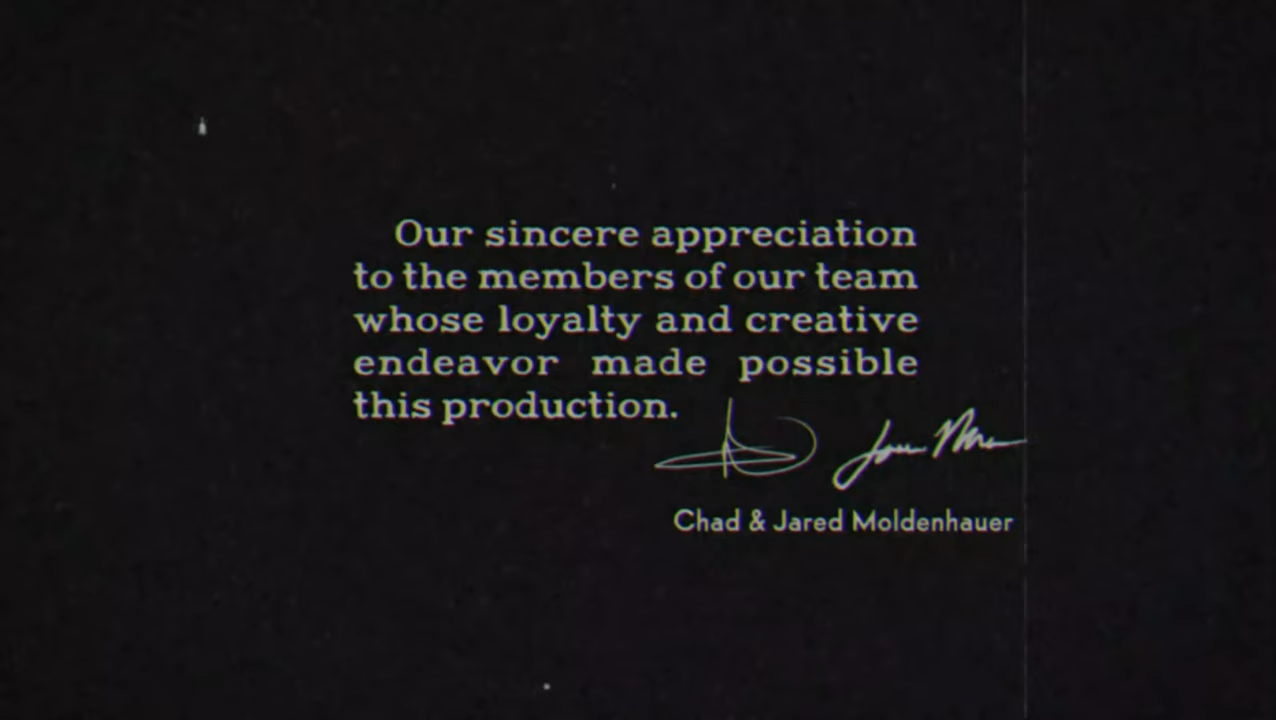 Our sincere appreciation
to the members of our team
whose loyalty and creative
endeavor made possible
this production.
Chad & Jared Moldenhauer